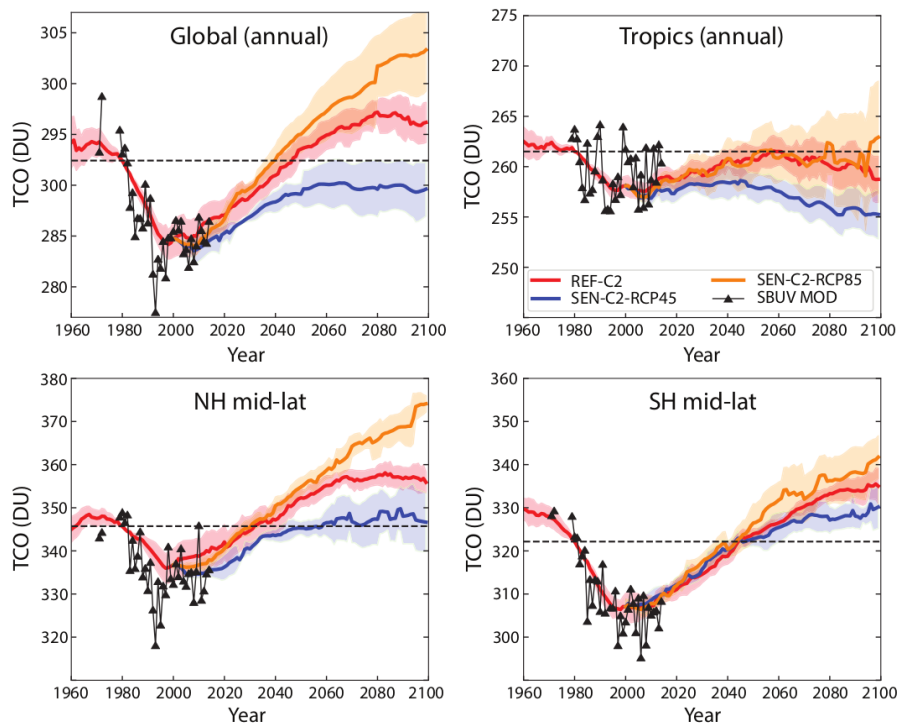 Global (annual)
TCO (DU)
305
300
295
300
285
280
1960 1980 2000 2020 2040 2060 2080 2100
Year
Tropics (annual)
TCO (DU)
275
270
265
260
255
250
REF-C2
SEN-C2-RCP45
SEN-C2-RCP85
SBUV MOD
1960 1980 2000 2020 2040 2060 2080 2100
Year
NH mid-lat
TCO (DU)
380
370
360
350
340
320
320
1960 1980 2000 2020 2040 2060 2080 2100
Year
SH mid-lat
TCO (DU)
360
350
340
330
320
310
300
1960 1980 2000 2020 2040 2060 2080 2100
Year